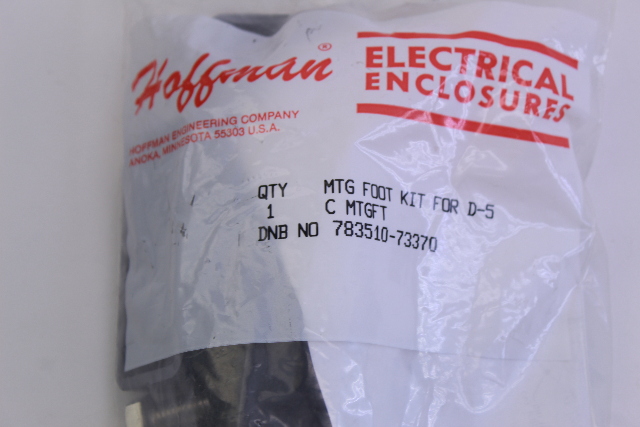 Hoffman®
ELECTRICAL
ENCLOSURES
HOFFMAN ENGINEERING COMPANY
ANOKA, MINNESOTA 55303 U.S.A.
QTY MTG FOOT KIT FOR D-5
1 C MTGFT
DNB NO 783510-73370